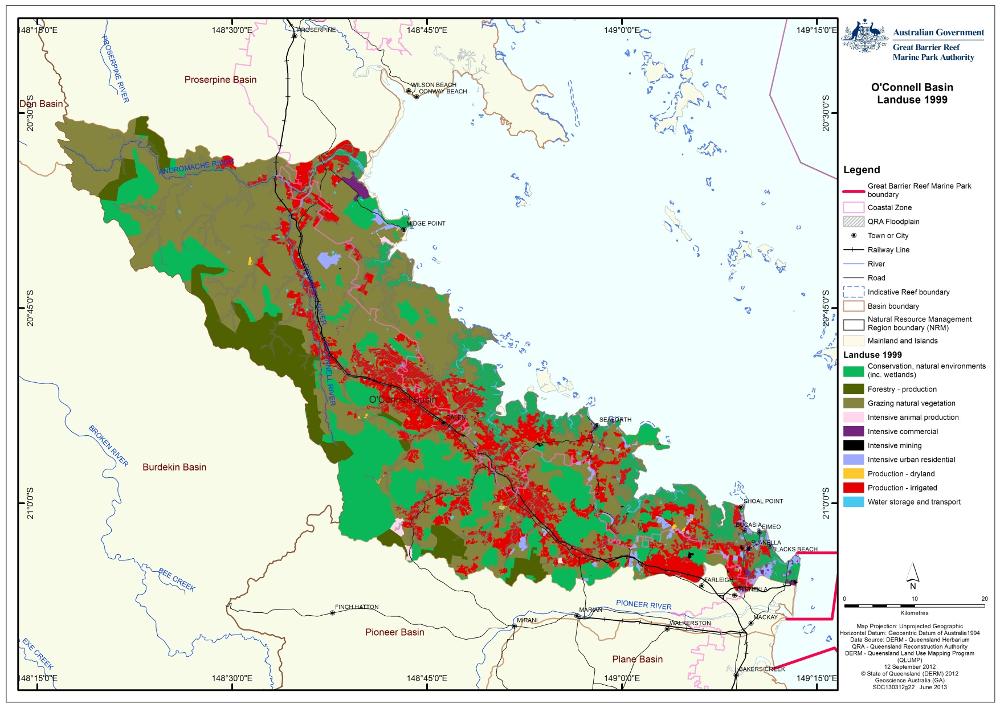 148°15'0"E
148°30'0"E
148°45'0"E
149°0'0"E
149°15'0"E
Australian Government
Great Barrier Reef
Marine Park Authority
O'Connell Basin
Landuse 1999
PROSERPINE
PROSERPINE RIVER
Proserpine Basin
WILSON BEACH
CONWAY BEACH
Don Basin
20°30'0"S
20°30'0"S
ANDROMACHE RIVER
MIDGE POINT
O'CONNELL RIVER
20°45'0"S
20°45'0"S
O'CONNELL RIVER
O'Connell Basin
CALEN
SEAFORTH
BROKEN RIVER
Burdekin Basin
21°0'0"S
21°0'0"S
SHOAL POINT
BUCASIA
EIMEO
PLANELLA
BLACKS BEACH
BEE CREEK
FARLEIGH
GLENELLA
FINCH HATTON
PIONEER RIVER
MARIAN
MIRANI
WALKERSTON
MACKAY
Pioneer Basin
EXE CREEK
Plane Basin
BAKERS CREEK
148°15'0"E
148°30'0"E
148°45'0"E
149°0'0"E
149°15'0"E
Legend
Great Barrier Reef Marine Park
boundary
Coastal Zone
QRA Floodplain
Town or City
Railway Line
River
Road
Indicative Reef boundary
Basin boundary
Natural Resource Management
Region boundary (NRM)
Mainland and Islands
Landuse 1999
Conservation, natural environments
(inc. wetlands)
Forestry - production
Grazing natural vegetation
Intensive animal production
Intensive commercial
Intensive mining
Intensive urban residential
Production - dryland
Production - irrigated
Water storage and transport
N
0 10 20
Kilometres
Map Projection: Unprojected Geographic
Horizontal Datum: Geocentric Datum of Australia1994
Data Source: DERM - Queensland Herbarium
QRA - Queensland Reconstruction Authority
DERM - Queensland Land Use Mapping Program
(QLUMP)
12 September 2012
© State of Queensland (DERM) 2012
Geoscience Australia (GA)
SDC130312g22 June 2013